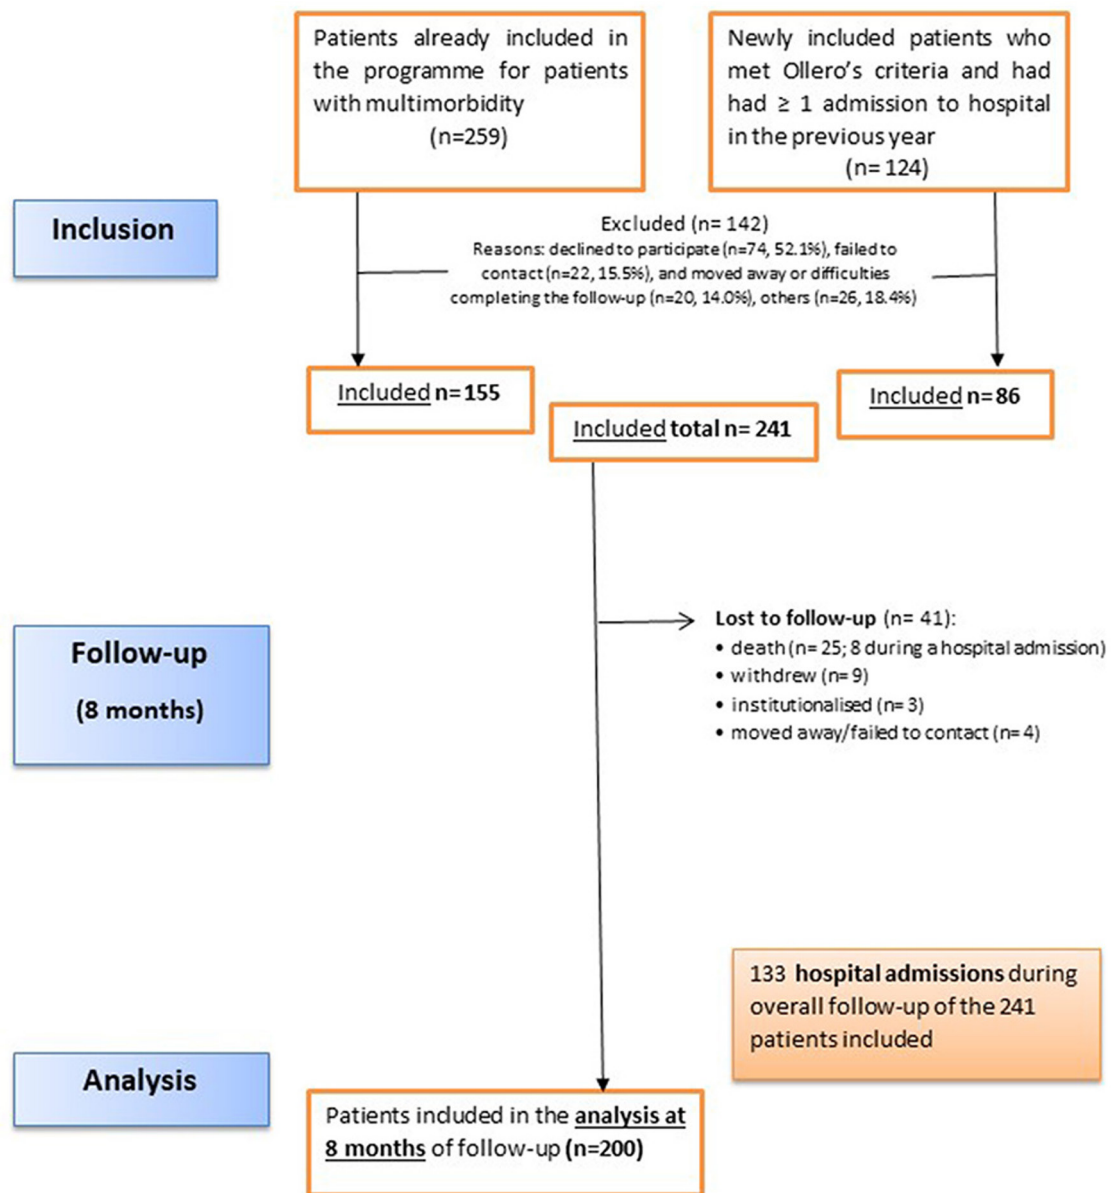 Patients already included in
the programme for patients
with multimorbidity
(n=259)
Newly included patients who
met Ollero's criteria and had
had ≥ 1 admission to hospital
in the previous year
(n= 124)
Inclusion
Excluded (n= 142)
Reasons: declined to participate (n=74, 52.1%), failed to
contact (n=22, 15.5%), and moved away or difficulties
completing the follow-up (n=20, 14.0%), others (n=26, 18.4%)
Included n=155
Included n=86
Included total n= 241
Follow-up
(8 months)
Lost to follow-up (n= 41):
• death (n= 25; 8 during a hospital admission)
• withdrew (n= 9)
• institutionalised (n= 3)
• moved away/failed to contact (n= 4)
133 hospital admissions during
overall follow-up of the 241
patients included
Analysis
Patients included in the analysis at
8 months of follow-up (n=200)